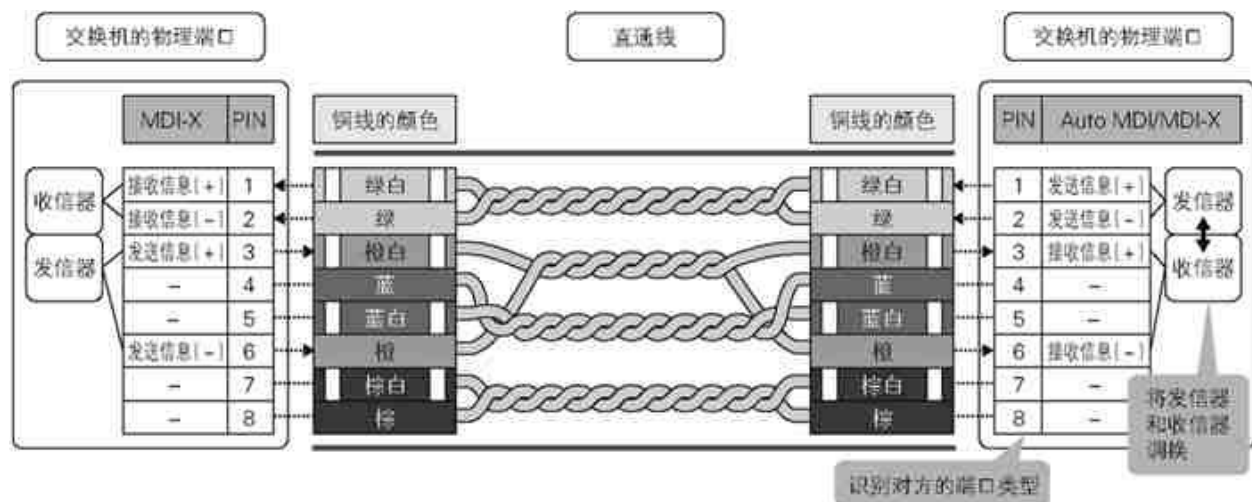 交换机的物理端口
直通线
交换机的物理端口
MDI-X PIN
铜线的颜色
铜线的颜色
PIN Auto MDI/MDI-X
收信器
发信器
接收信息(+) 1
接收信息(-) 2
发送信息(+) 3
- 4
- 5
发送信息(-) 6
- 7
- 8
绿白
绿
橙白
蓝
蓝白
橙
棕白
棕
绿白
绿
橙白
蓝
蓝白
橙
棕白
棕
1 发送信息(+)
2 发送信息(-)
3 接收信息(+)
4 -
5 -
6 接收信息(-)
7 -
8 -
发信器
收信器
将发信器
和收信器
调换
识别对方的端口类型